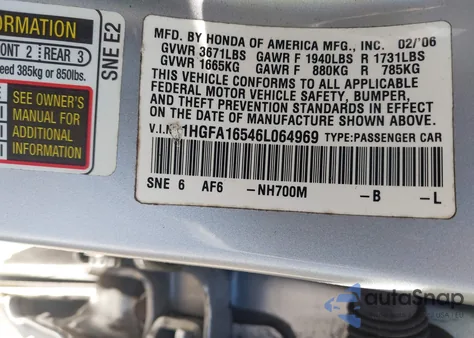 ORMATION
ONT 2 | REAR 3
eed 385kg or 850lbs.
SEE OWNER'S
MANUAL FOR
ADDITIONAL
INFORMATION
SNE E2
MFD. BY HONDA OF AMERICA MFG., INC. 02/'06
GVWR 3671LBS GAWR F 1940LBS R 1731LBS
GVWR 1665KG GAWR F 880KG R 785KG
THIS VEHICLE CONFORMS TO ALL APPLICABLE
FEDERAL MOTOR VEHICLE SAFETY, BUMPER,
AND THEFT PREVENTION STANDARDS IN EFFECT
ON THE DATE OF MANUFACTURE SHOWN ABOVE.
V.I.N. 1HGFA16546L064969 TYPE:PASSENGER CAR
SNE 6 AF6 -NH700M -B -L
autoSnap